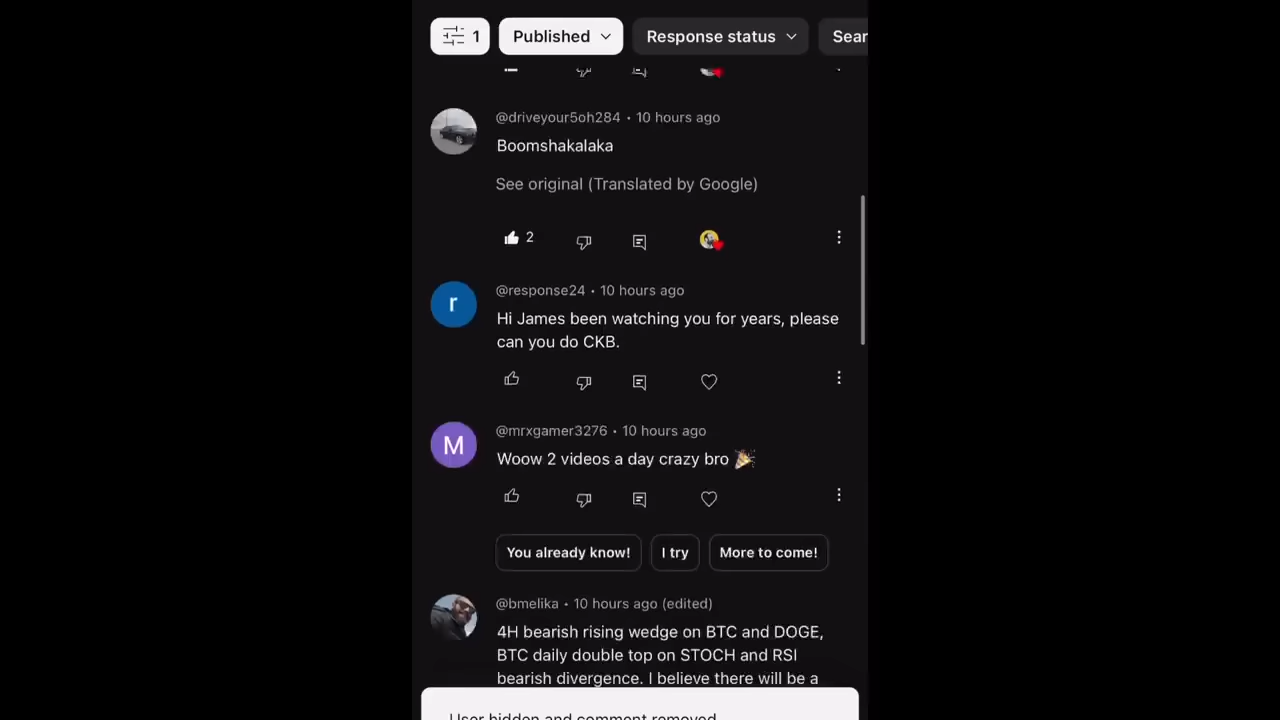 1
Published
Response status
Sear
@driveyour5oh284 • 10 hours ago
Boomshakalaka
See original (Translated by Google)
2
@response24 • 10 hours ago
r
Hi James been watching you for years, please
can you do CKB.
@mrxgamer3276 • 10 hours ago
M
Woow 2 videos a day crazy bro 🎉
You already know!
I try
More to come!
@bmelika • 10 hours ago (edited)
4H bearish rising wedge on BTC and DOGE,
BTC daily double top on STOCH and RSI
bearish divergence. I believe there will be a
User hidden and comment removed